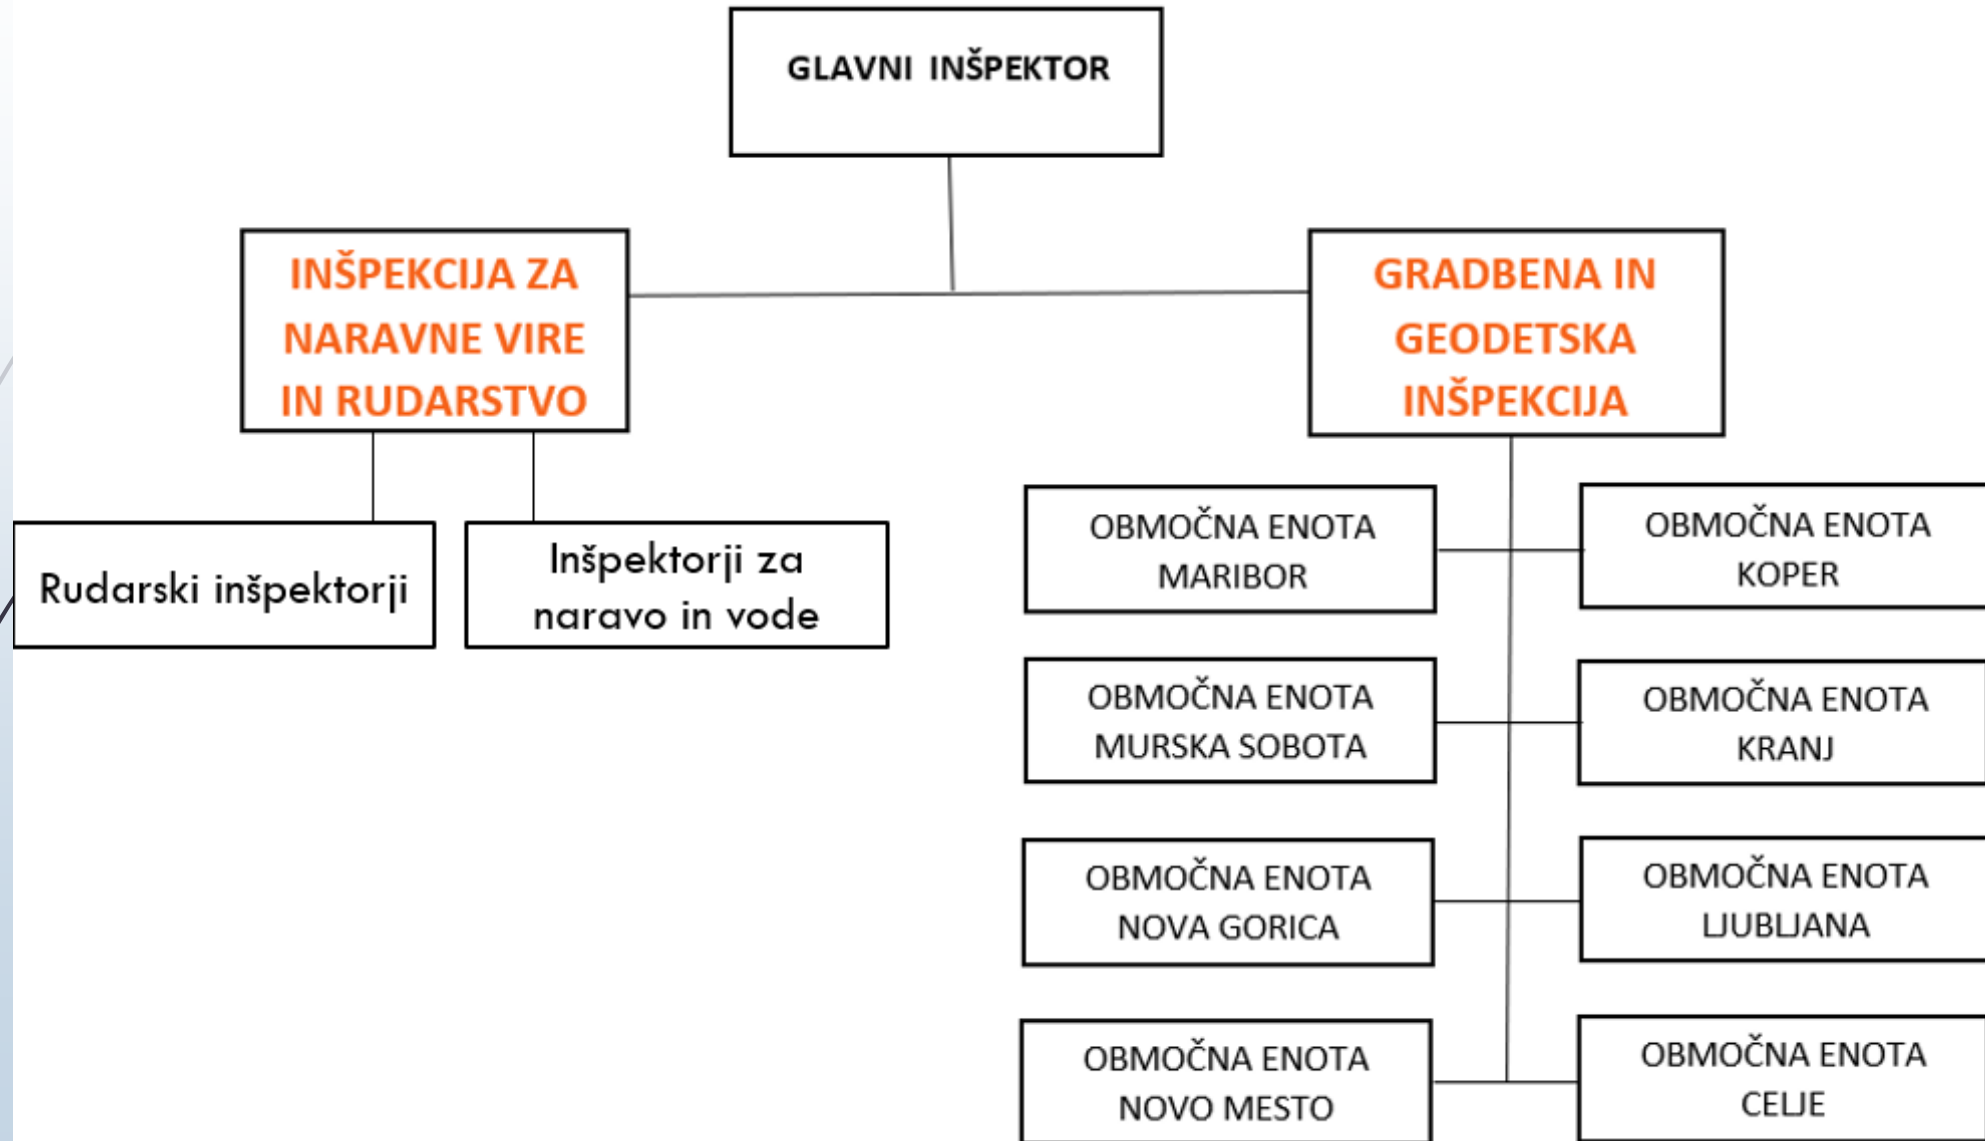 GLAVNI INŠPEKTOR
INŠPEKCIJA ZA
NARAVNE VIRE
IN RUDARSTVO
GRADBENA IN
GEODETSKA
INŠPEKCIJA
Rudarski inšpektorji
Inšpektorji za
naravo in vode
OBMOČNA ENOTA
MARIBOR
OBMOČNA ENOTA
KOPER
OBMOČNA ENOTA
MURSKA SOBOTA
OBMOČNA ENOTA
KRANJ
OBMOČNA ENOTA
NOVA GORICA
OBMOČNA ENOTA
LJUBLJANA
OBMOČNA ENOTA
NOVO MESTO
OBMOČNA ENOTA
CELJE